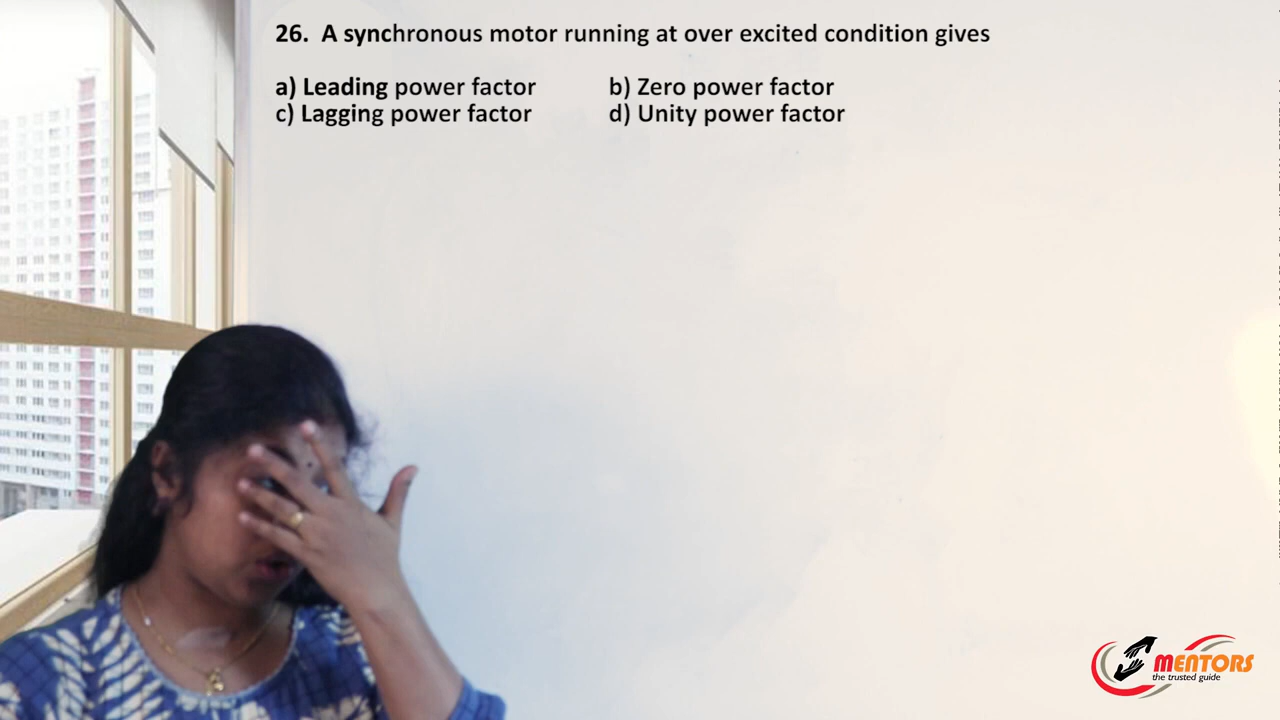 26. A synchronous motor running at over excited condition gives
a) Leading power factor b) Zero power factor
c) Lagging power factor d) Unity power factor
MENTORS
the trusted guide